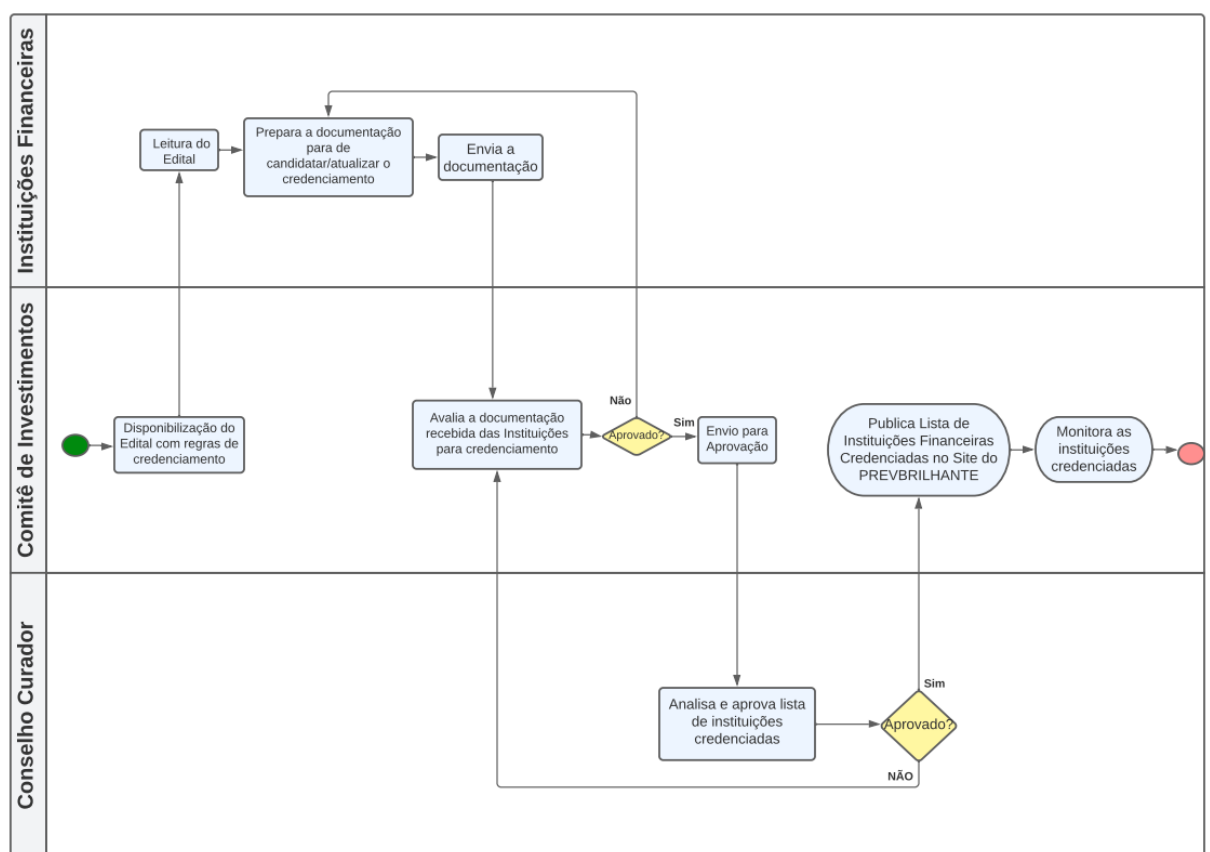 Instituições Financeiras
Leitura do
Edital
Prepara a documentação
para de
candidatar/atualizar o
credenciamento
Envia a
documentação
Comitê de Investimentos
Disponibilização do
Edital com regras de
credenciamento
Avalia a documentação
recebida das Instituições
para credenciamento
Não
Aprovado?
Sim
Envio para
Aprovação
Publica Lista de
Instituições Financeiras
Credenciadas no Site do
PREVBRILHANTE
Monitora as
instituições
credenciadas
Conselho Curador
Analisa e aprova lista
de instituições
credenciadas
Sim
Aprovado?
NÃO